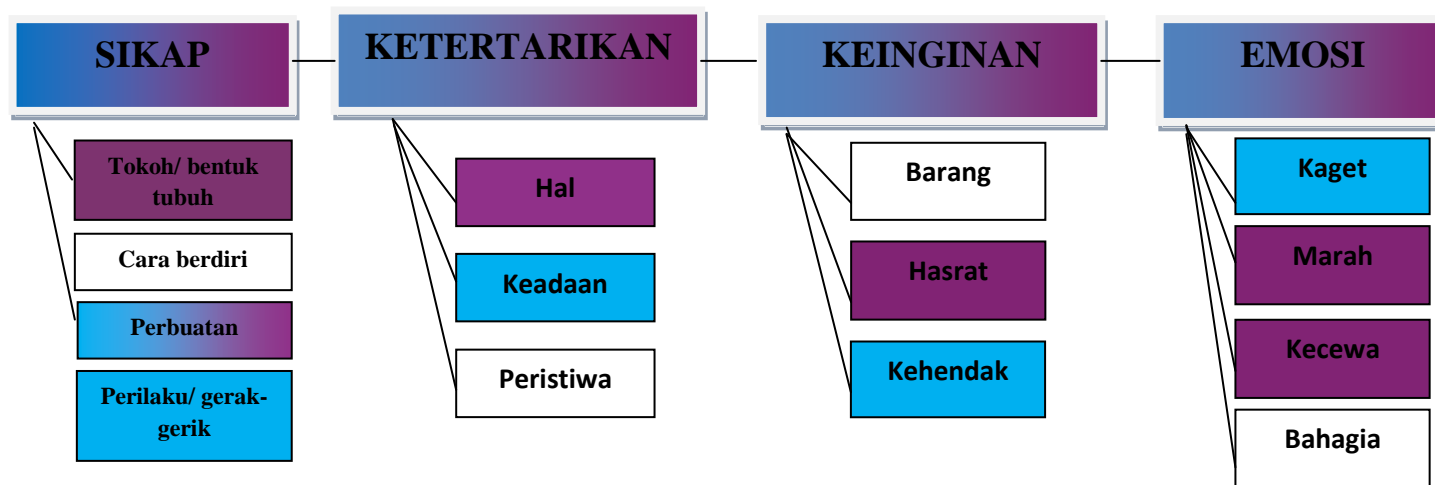 SIKAP
Tokoh/ bentuk
tubuh
Cara berdiri
Perbuatan
Perilaku/ gerak-
gerik
KETERTARIKAN
Hal
Keadaan
Peristiwa
KEINGINAN
Barang
Hasrat
Kehendak
EMOSI
Kaget
Marah
Kecewa
Bahagia